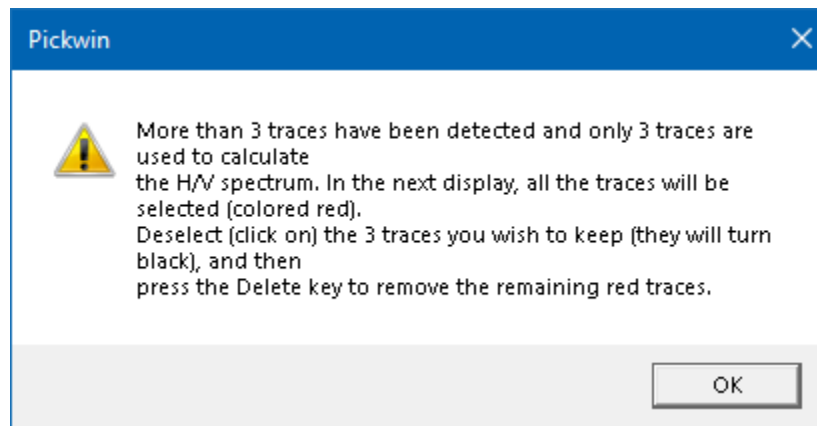 Pickwin
More than 3 traces have been detected and only 3 traces are
used to calculate
the H/V spectrum. In the next display, all the traces will be
selected (colored red).
Deselect (click on) the 3 traces you wish to keep (they will turn
black), and then
press the Delete key to remove the remaining red traces.
OK